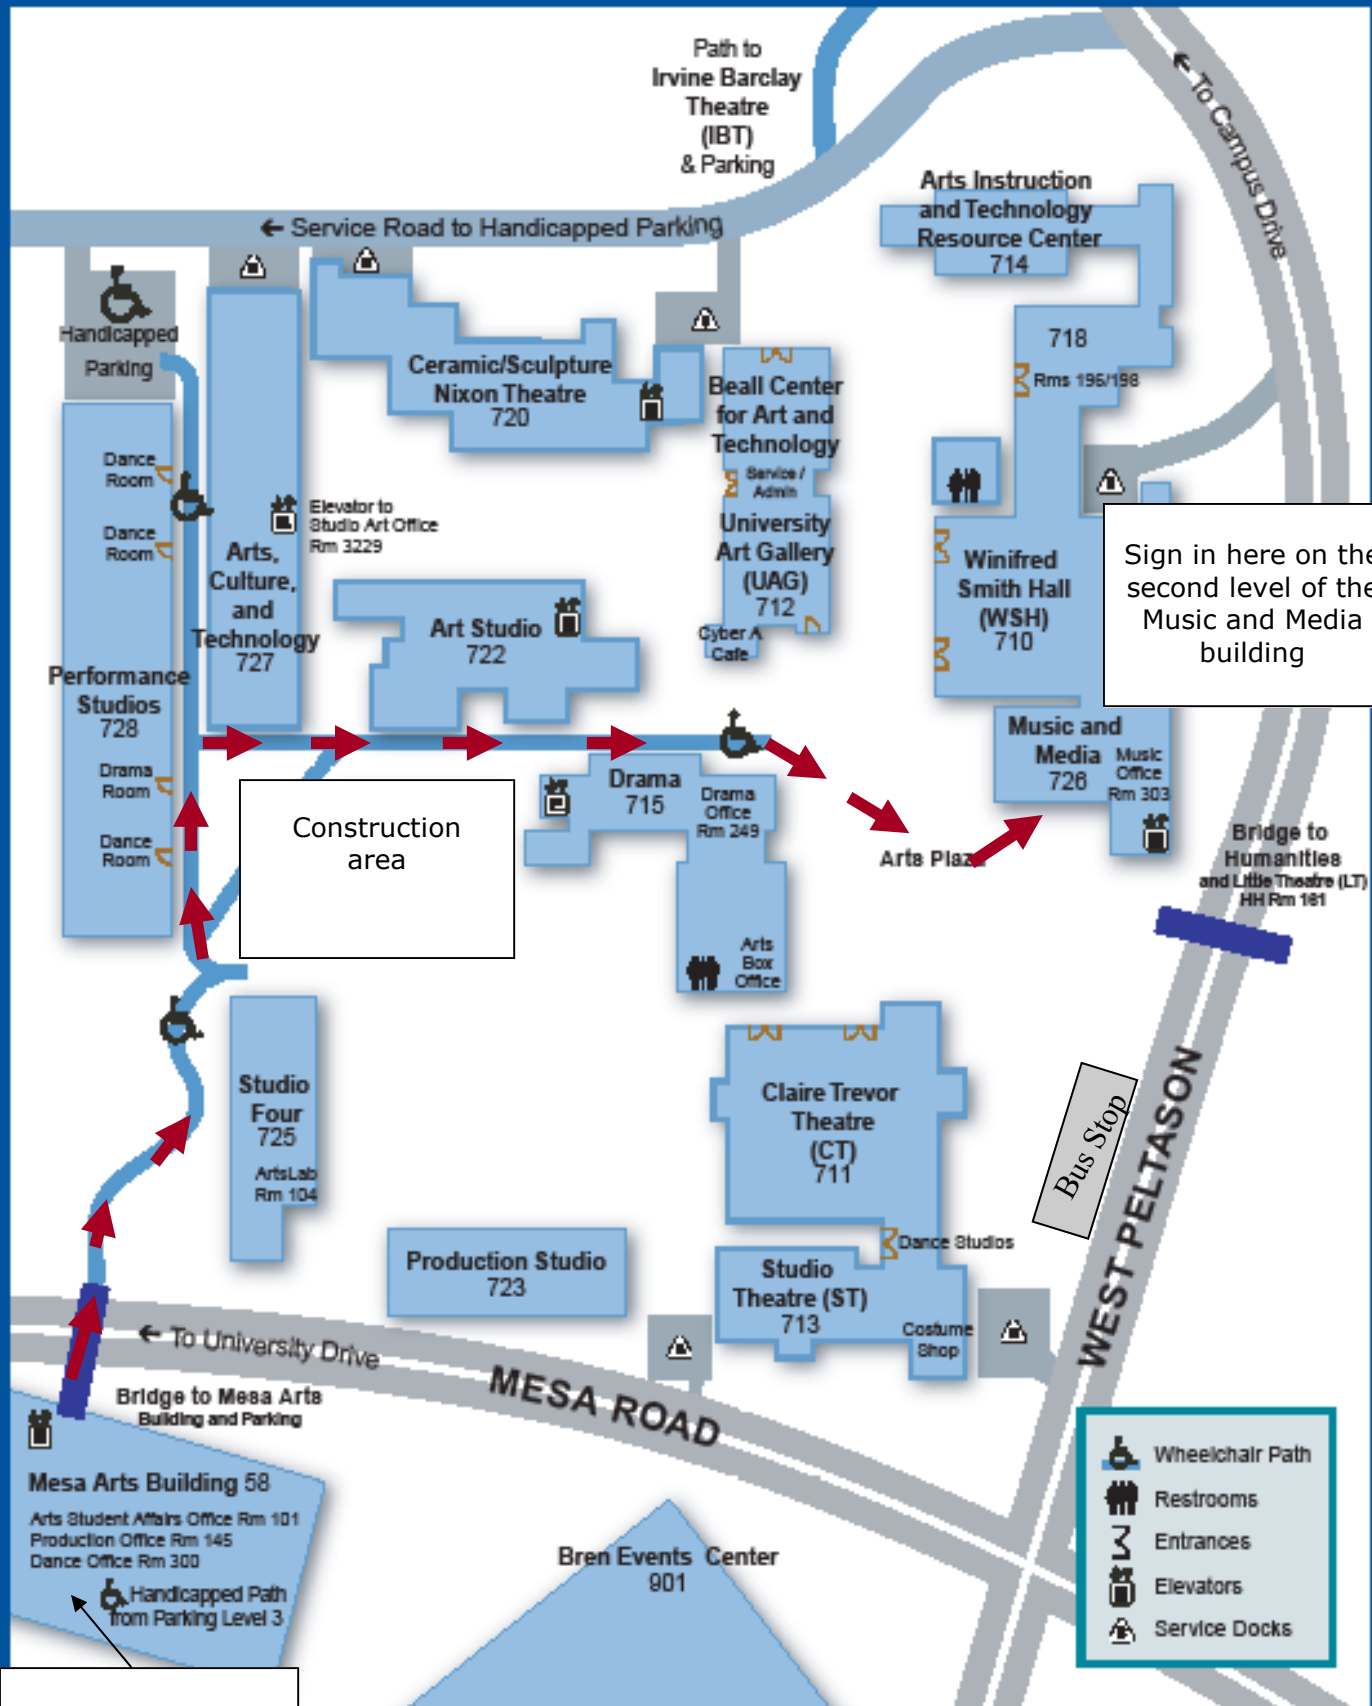 Path to
Irvine Barclay
Theatre
(IBT)
& Parking
← To Campus Drive
← Service Road to Handicapped Parking
Arts Instruction
and Technology
Resource Center
714
Handicapped
Parking
718
Rms 196/198
Ceramic/Sculpture
Nixon Theatre
720
Beall Center
for Art and
Technology
Service /
Admin
University
Art Gallery
(UAG)
712
Cyber A
Cafe
Dance
Room
Dance
Room
Elevator to
Studio Art Office
Rm 3229
Arts,
Culture,
and
Technology
727
Art Studio
722
Winifred
Smith Hall
(WSH)
710
Sign in here on the
second level of the
Music and Media
building
Performance
Studios
728
Drama
Room
Dance
Room
Construction
area
Drama
715
Drama
Office
Rm 249
Arts
Box
Office
Music and
Media
726
Music
Office
Rm 303
Arts Plaza
Bridge to
Humanities
and Little Theatre (LT)
HH Rm 161
Studio
Four
725
ArtsLab
Rm 104
Claire Trevor
Theatre
(CT)
711
Bus Stop
WEST PELTASON
Dance Studios
Production Studio
723
Studio
Theatre (ST)
713
Costume
Shop
← To University Drive
MESA ROAD
Bridge to Mesa Arts
Building and Parking
Mesa Arts Building 58
Arts Student Affairs Office Rm 101
Production Office Rm 145
Dance Office Rm 300
Handicapped Path
from Parking Level 3
Bren Events Center
901
Wheelchair Path
Restrooms
Entrances
Elevators
Service Docks